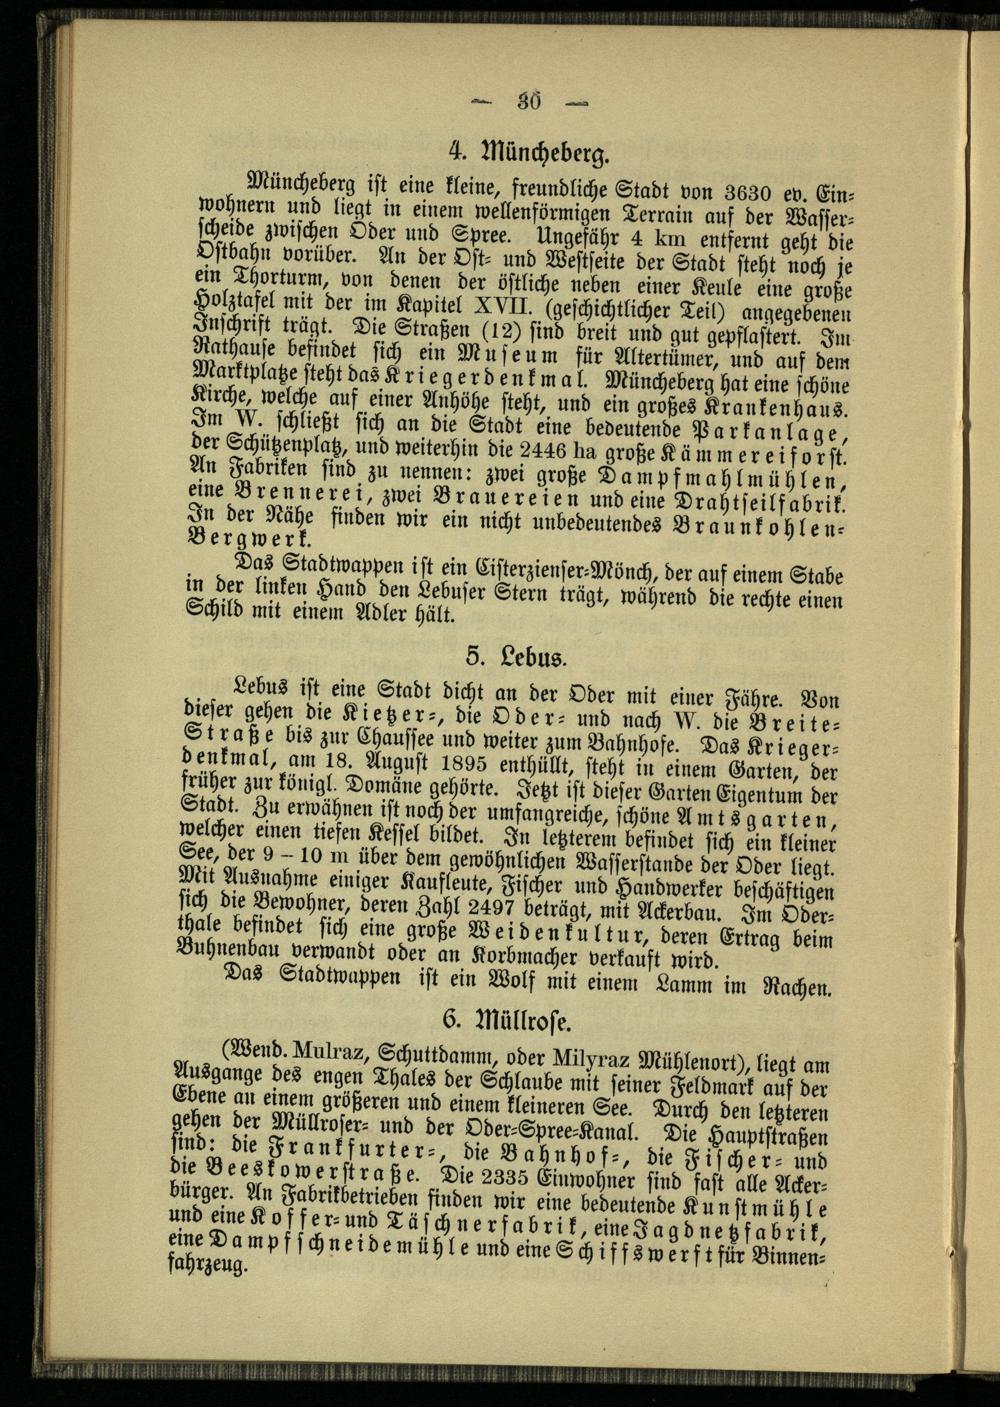 — 30 —
4. Müncheberg.
Müncheberg ist eine kleine, freundliche Stadt von 3630 ev. Ein-
wohnern und liegt in einem wellenförmigen Terrain auf der Wasser-
scheide zwischen Oder und Spree. Ungefähr 4 km entfernt geht die
Ostbahn vorüber. An der Ost- und Westseite der Stadt steht noch je
ein Thorturm, von denen der östliche neben einer Keule eine große
Holztafel mit der im Kapitel XVII. (geschichtlicher Teil) angegebenen
Inschrift trägt. Die Straßen (12) sind breit und gut gepflastert. Im
Rathause befindet sich ein Museum für Altertümer, und auf dem
Marktplatze steht das Kriegerdenkmal. Müncheberg hat eine schöne
Kirche, welche auf einer Anhöhe steht, und ein großes Krankenhaus.
Im W. schließt sich an die Stadt eine bedeutende Parkanlage,
der Schützenplatz, und weiterhin die 2446 ha große Kämmereiforst.
An Fabriken sind zu nennen: zwei große Dampfmahlmühlen,
eine Brennerei, zwei Brauereien und eine Drahtseilfabrik.
In der Nähe finden wir ein nicht unbedeutendes Braunkohlen-
Bergwerk.
Das Stadtwappen ist ein Cisterzienser-Mönch, der auf einem Stabe
in der linken Hand den Lebuser Stern trägt, während die rechte einen
Schild mit einem Adler hält.
5. Lebus.
Lebus ist eine Stadt dicht an der Oder mit einer Fähre. Von
dieser gehen die Kietzer-, die Oder- und nach W. die Breite-
Straße bis zur Chaussee und weiter zum Bahnhofe. Das Krieger-
denkmal, am 18. August 1895 enthüllt, steht in einem Garten, der
früher zur königl. Domäne gehörte. Jetzt ist dieser Garten Eigentum der
Stadt. Zu erwähnen ist noch der umfangreiche, schöne Amtsgarten,
welcher einen tiefen Kessel bildet. In letzterem befindet sich ein kleiner
See, der 9 – 10 m über dem gewöhnlichen Wasserstande der Oder liegt.
Mit Ausnahme einiger Kaufleute, Fischer und Handwerker beschäftigen
sich die Bewohner, deren Zahl 2497 beträgt, mit Ackerbau. Im Oder-
thale befindet sich eine große Weidenkultur, deren Ertrag beim
Buhnenbau verwandt oder an Korbmacher verkauft wird.
Das Stadtwappen ist ein Wolf mit einem Lamm im Rachen.
6. Müllrose.
(Wend. Mulraz, Schuttdamm, oder Milyraz Mühlenort), liegt am
Ausgange des engen Thales der Schlaube mit seiner Feldmark auf der
Ebene an einem größeren und einem kleineren See. Durch den letzteren
gehen der Müllroser- und der Oder-Spree-Kanal. Die Hauptstraßen
sind: die Frankfurter-, die Bahnhof-, die Fischer- und
die Beeskowerstraße. Die 2335 Einwohner sind fast alle Acker-
bürger. An Fabrikbetrieben finden wir eine bedeutende Kunstmühle
und eine Koffer- und Täschnerfabrik, eine Jagdnetzfabrik,
eine Dampfschneidemühle und eine Schiffswerft für Binnen-
fahrzeug.